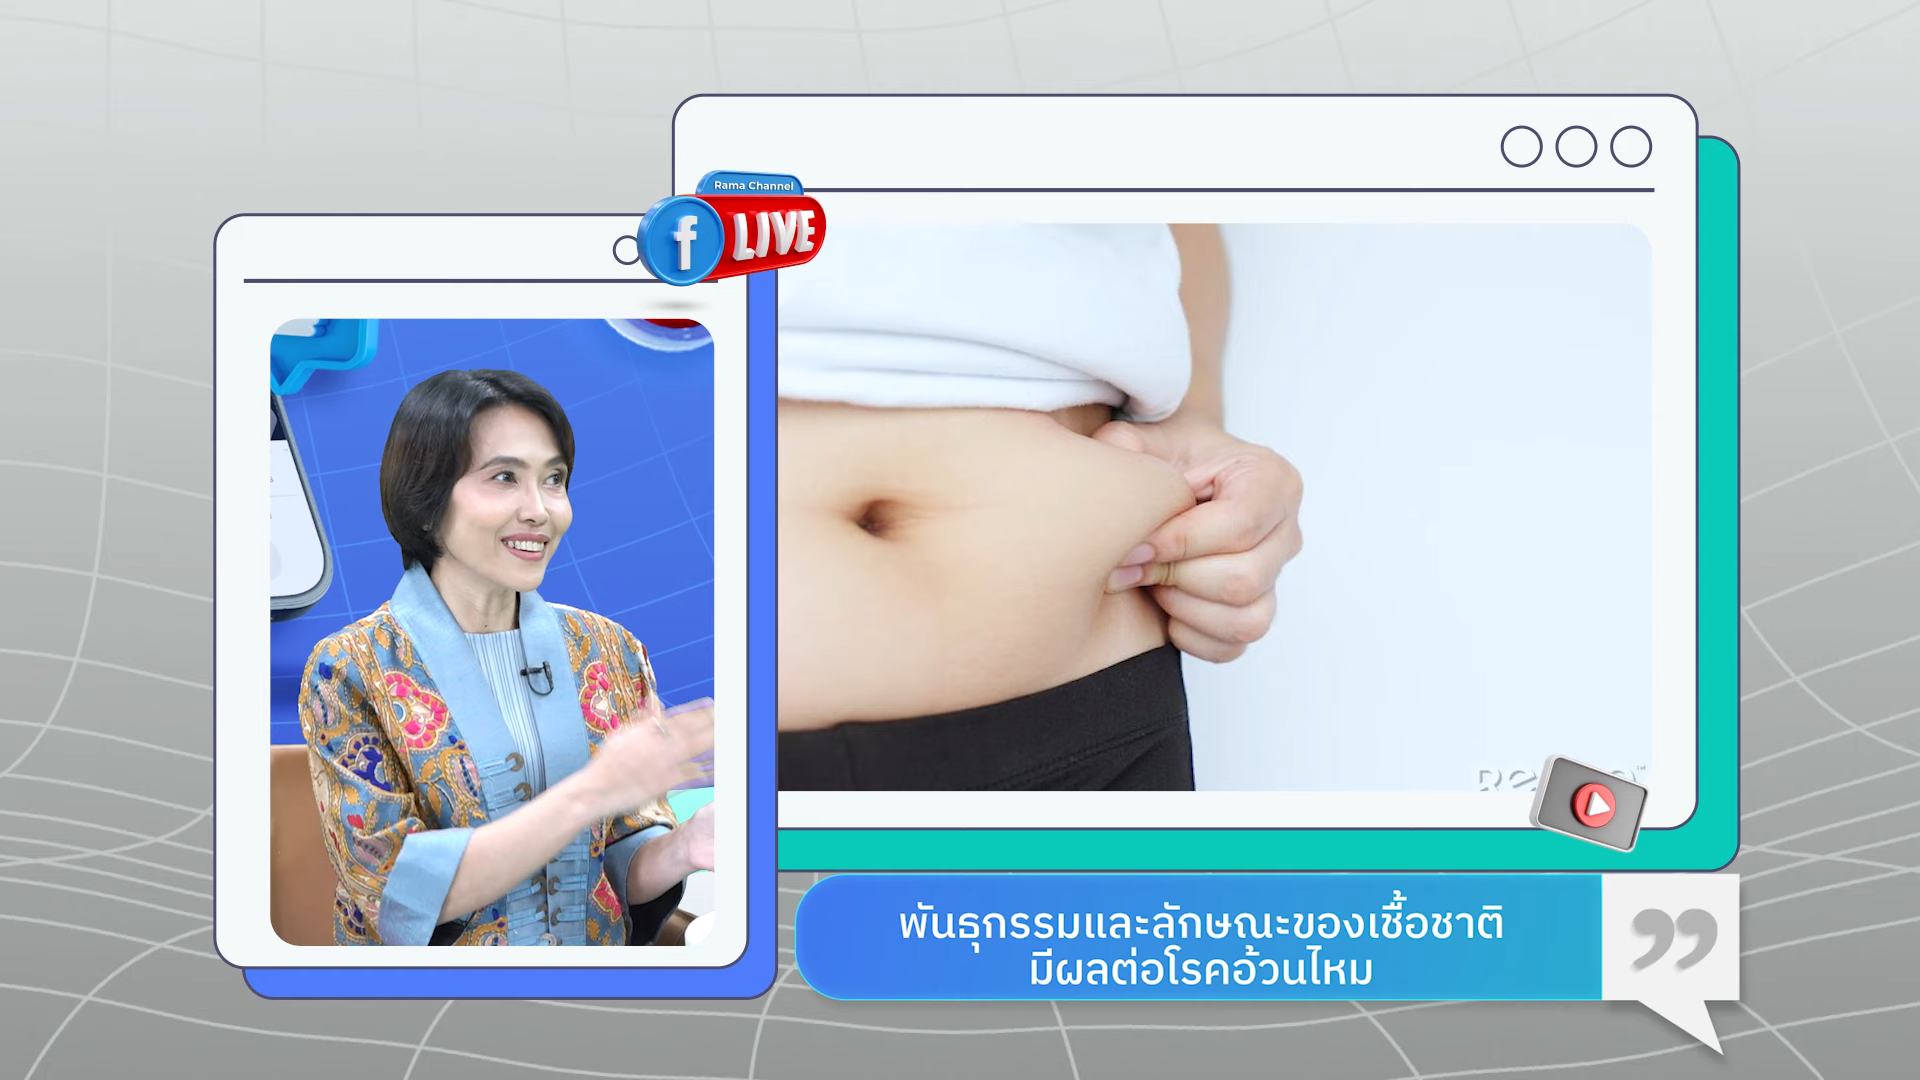 Rama Channel
f LIVE
พันธุกรรมและลักษณะของเชื้อชาติ
มีผลต่อโรคอ้วนไหม